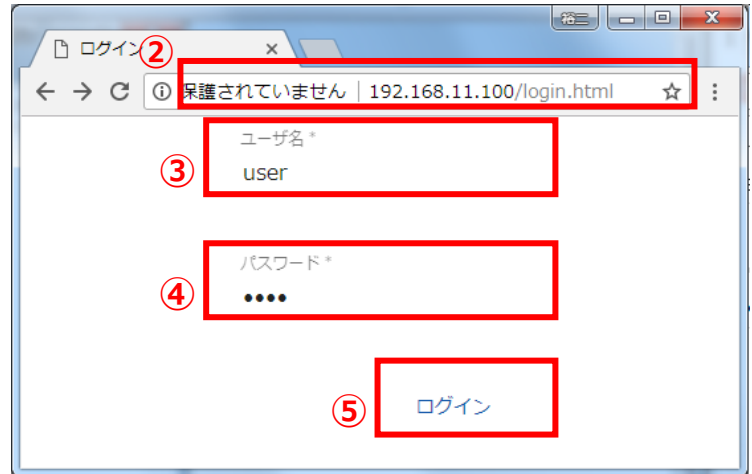 裕三
ログイン
②
保護されていません | 192.168.11.100/login.html
ユーザ名 *
③
user
パスワード *
④
••••
⑤
ログイン